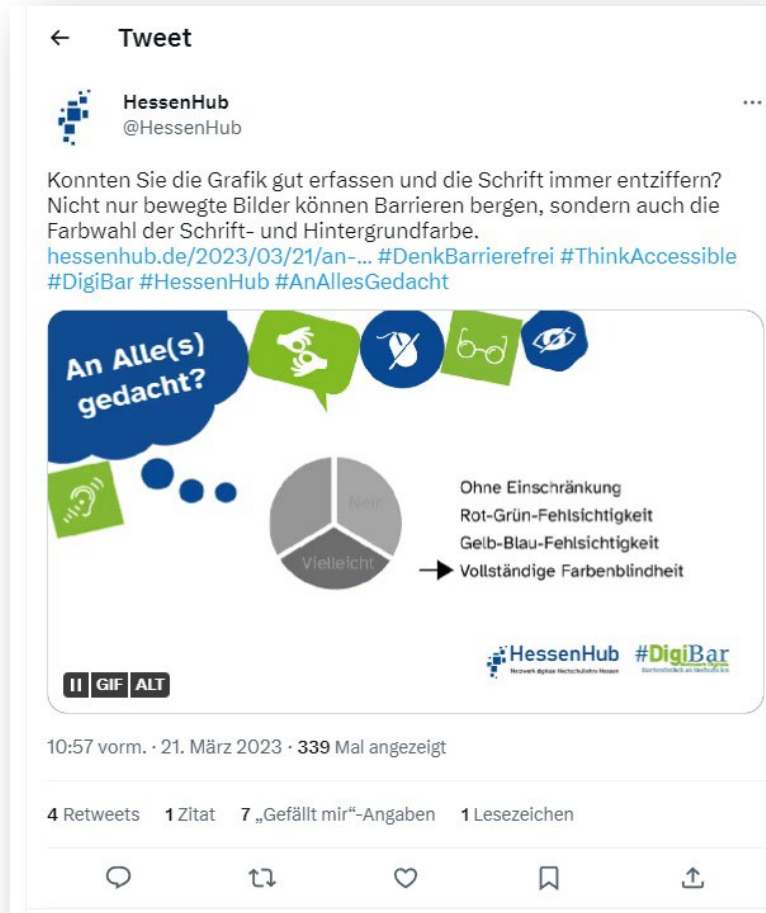 Tweet
HessenHub
@HessenHub
Konnten Sie die Grafik gut erfassen und die Schrift immer entziffern?
Nicht nur bewegte Bilder können Barrieren bergen, sondern auch die
Farbwahl der Schrift- und Hintergrundfarbe.
hessenhub.de/2023/03/21/an-... #DenkBarrierefrei #ThinkAccessible
#DigiBar #HessenHub #AnAllesGedacht
An Alle(s)
gedacht?
Nein
Vielleicht
Ohne Einschränkung
Rot-Grün-Fehlsichtigkeit
Gelb-Blau-Fehlsichtigkeit
Vollständige Farbenblindheit
HessenHub
Netzwerk digitale Hochschullehre Hessen
#DigiBar
GIF ALT
10:57 vorm. · 21. März 2023 · 339 Mal angezeigt
4 Retweets 1 Zitat 7 „Gefällt mir“-Angaben 1 Lesezeichen